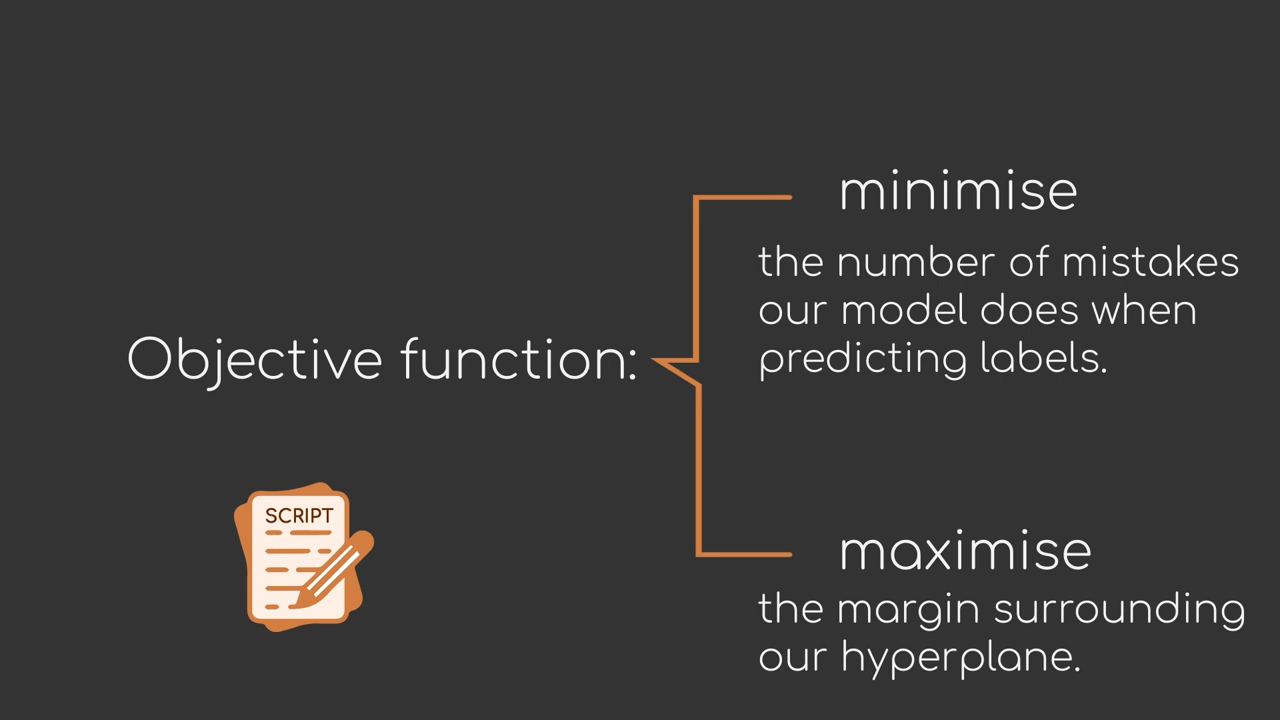 minimise
the number of mistakes
our model does when
predicting labels.
Objective function:
SCRIPT
maximise
the margin surrounding
our hyperplane.